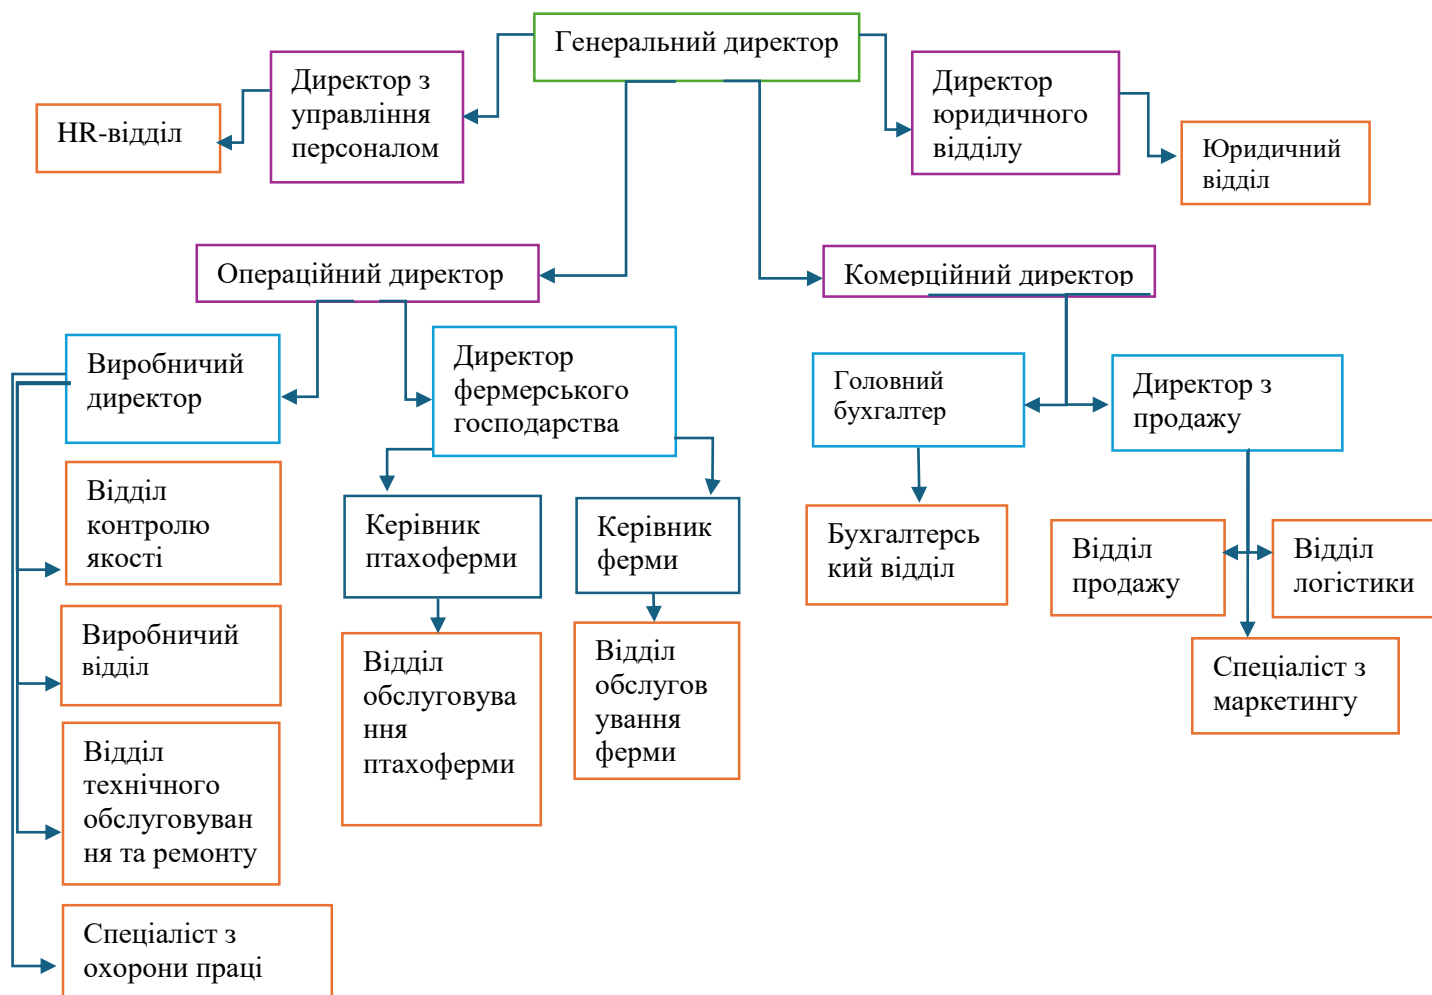 Генеральний директор
Директор з
управління
персоналом
Директор
юридичного
відділу
HR-відділ
Юридичний
відділ
Операційний директор
Комерційний директор
Виробничий
директор
Директор
фермерського
господарства
Головний
бухгалтер
Директор з
продажу
Відділ
контролю
якості
Керівник
птахоферми
Керівник
ферми
Бухгалтерсь
кий відділ
Відділ
продажу
Відділ
логістики
Виробничий
відділ
Відділ
обслуговува
ння
птахоферми
Відділ
обслугов
ування
ферми
Спеціаліст з
маркетингу
Відділ
технічного
обслуговуван
ня та ремонту
Спеціаліст з
охорони праці